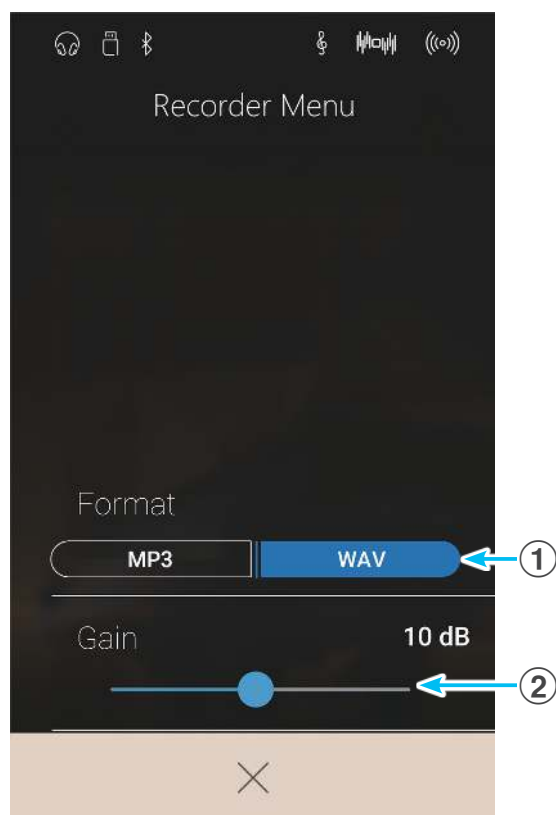 Recorder Menu
Format
MP3 WAV
①
Gain 10 dB
②